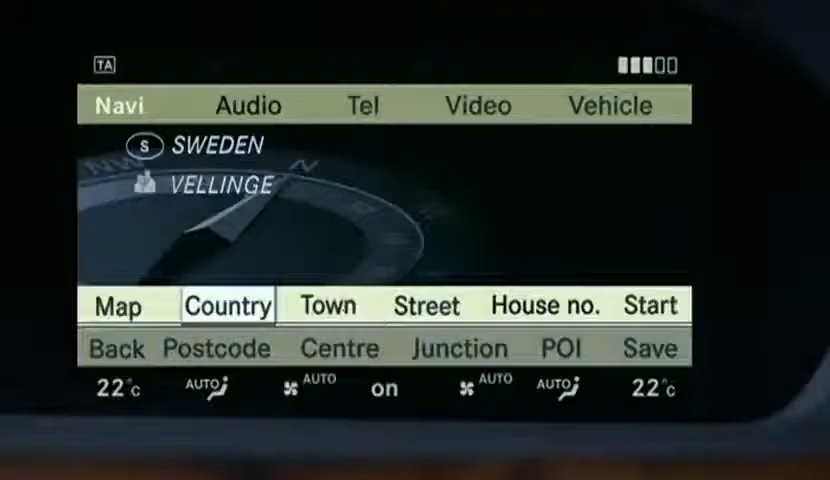 TA
Navi Audio Tel Video Vehicle
S SWEDEN
NW N
VELLINGE
Map Country Town Street House no. Start
Back Postcode Centre Junction POI Save
22°C AUTO AUTO on AUTO AUTO 22°C